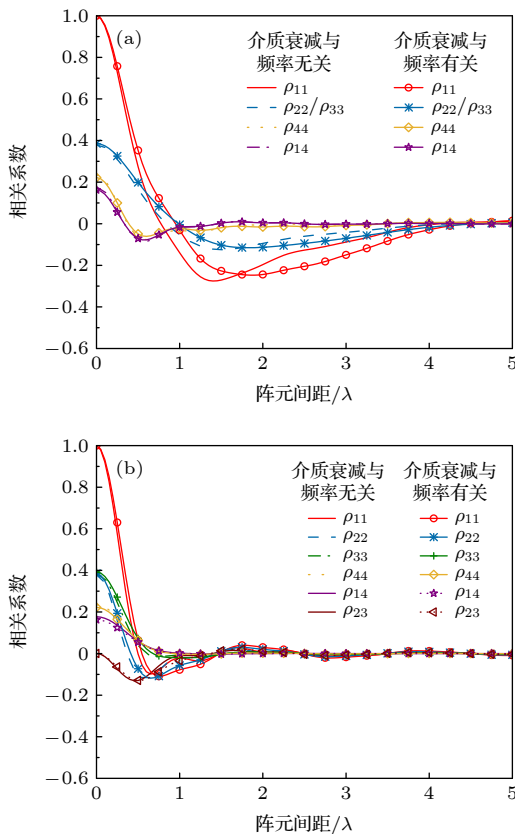 (a)
介质衰减与 介质衰减与
频率无关 频率有关
ρ11 ρ11
ρ22/ρ33 ρ22/ρ33
ρ44 ρ44
ρ14 ρ14
1.0
0.8
0.6
0.4
0.2
0
−0.2
−0.4
−0.6
相关系数
0 1 2 3 4 5
阵元间距/λ
(b)
介质衰减与 介质衰减与
频率无关 频率有关
ρ11 ρ11
ρ22 ρ22
ρ33 ρ33
ρ44 ρ44
ρ14 ρ14
ρ23 ρ23
1.0
0.8
0.6
0.4
0.2
0
−0.2
−0.4
−0.6
相关系数
0 1 2 3 4 5
阵元间距/λ